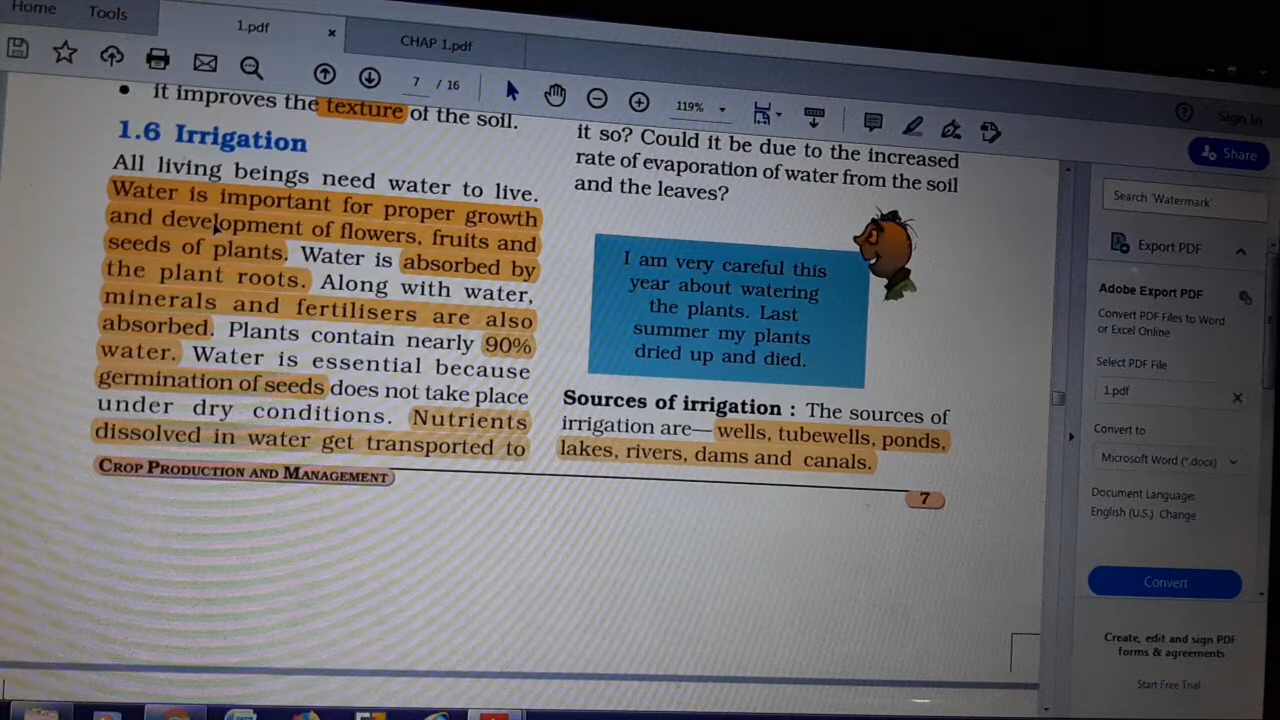 Home
Tools
1.pdf
×
CHAP 1.pdf
7 / 16
119%
Sign In
Share
• it improves the texture of the soil.
1.6 Irrigation
All living beings need water to live.
Water is important for proper growth
and development of flowers, fruits and
seeds of plants. Water is absorbed by
the plant roots. Along with water,
minerals and fertilisers are also
absorbed. Plants contain nearly 90%
water. Water is essential because
germination of seeds does not take place
under dry conditions. Nutrients
dissolved in water get transported to
CROP PRODUCTION AND MANAGEMENT
it so? Could it be due to the increased
rate of evaporation of water from the soil
and the leaves?
I am very careful this
year about watering
the plants. Last
summer my plants
dried up and died.
Sources of irrigation : The sources of
irrigation are— wells, tubewells, ponds,
lakes, rivers, dams and canals.
7
Search 'Watermark'
Export PDF
Adobe Export PDF
Convert PDF Files to Word
or Excel Online
Select PDF File
1.pdf
×
Convert to
Microsoft Word (*.docx)
Document Language:
English (U.S.) Change
Convert
Create, edit and sign PDF
forms & agreements
Start Free Trial